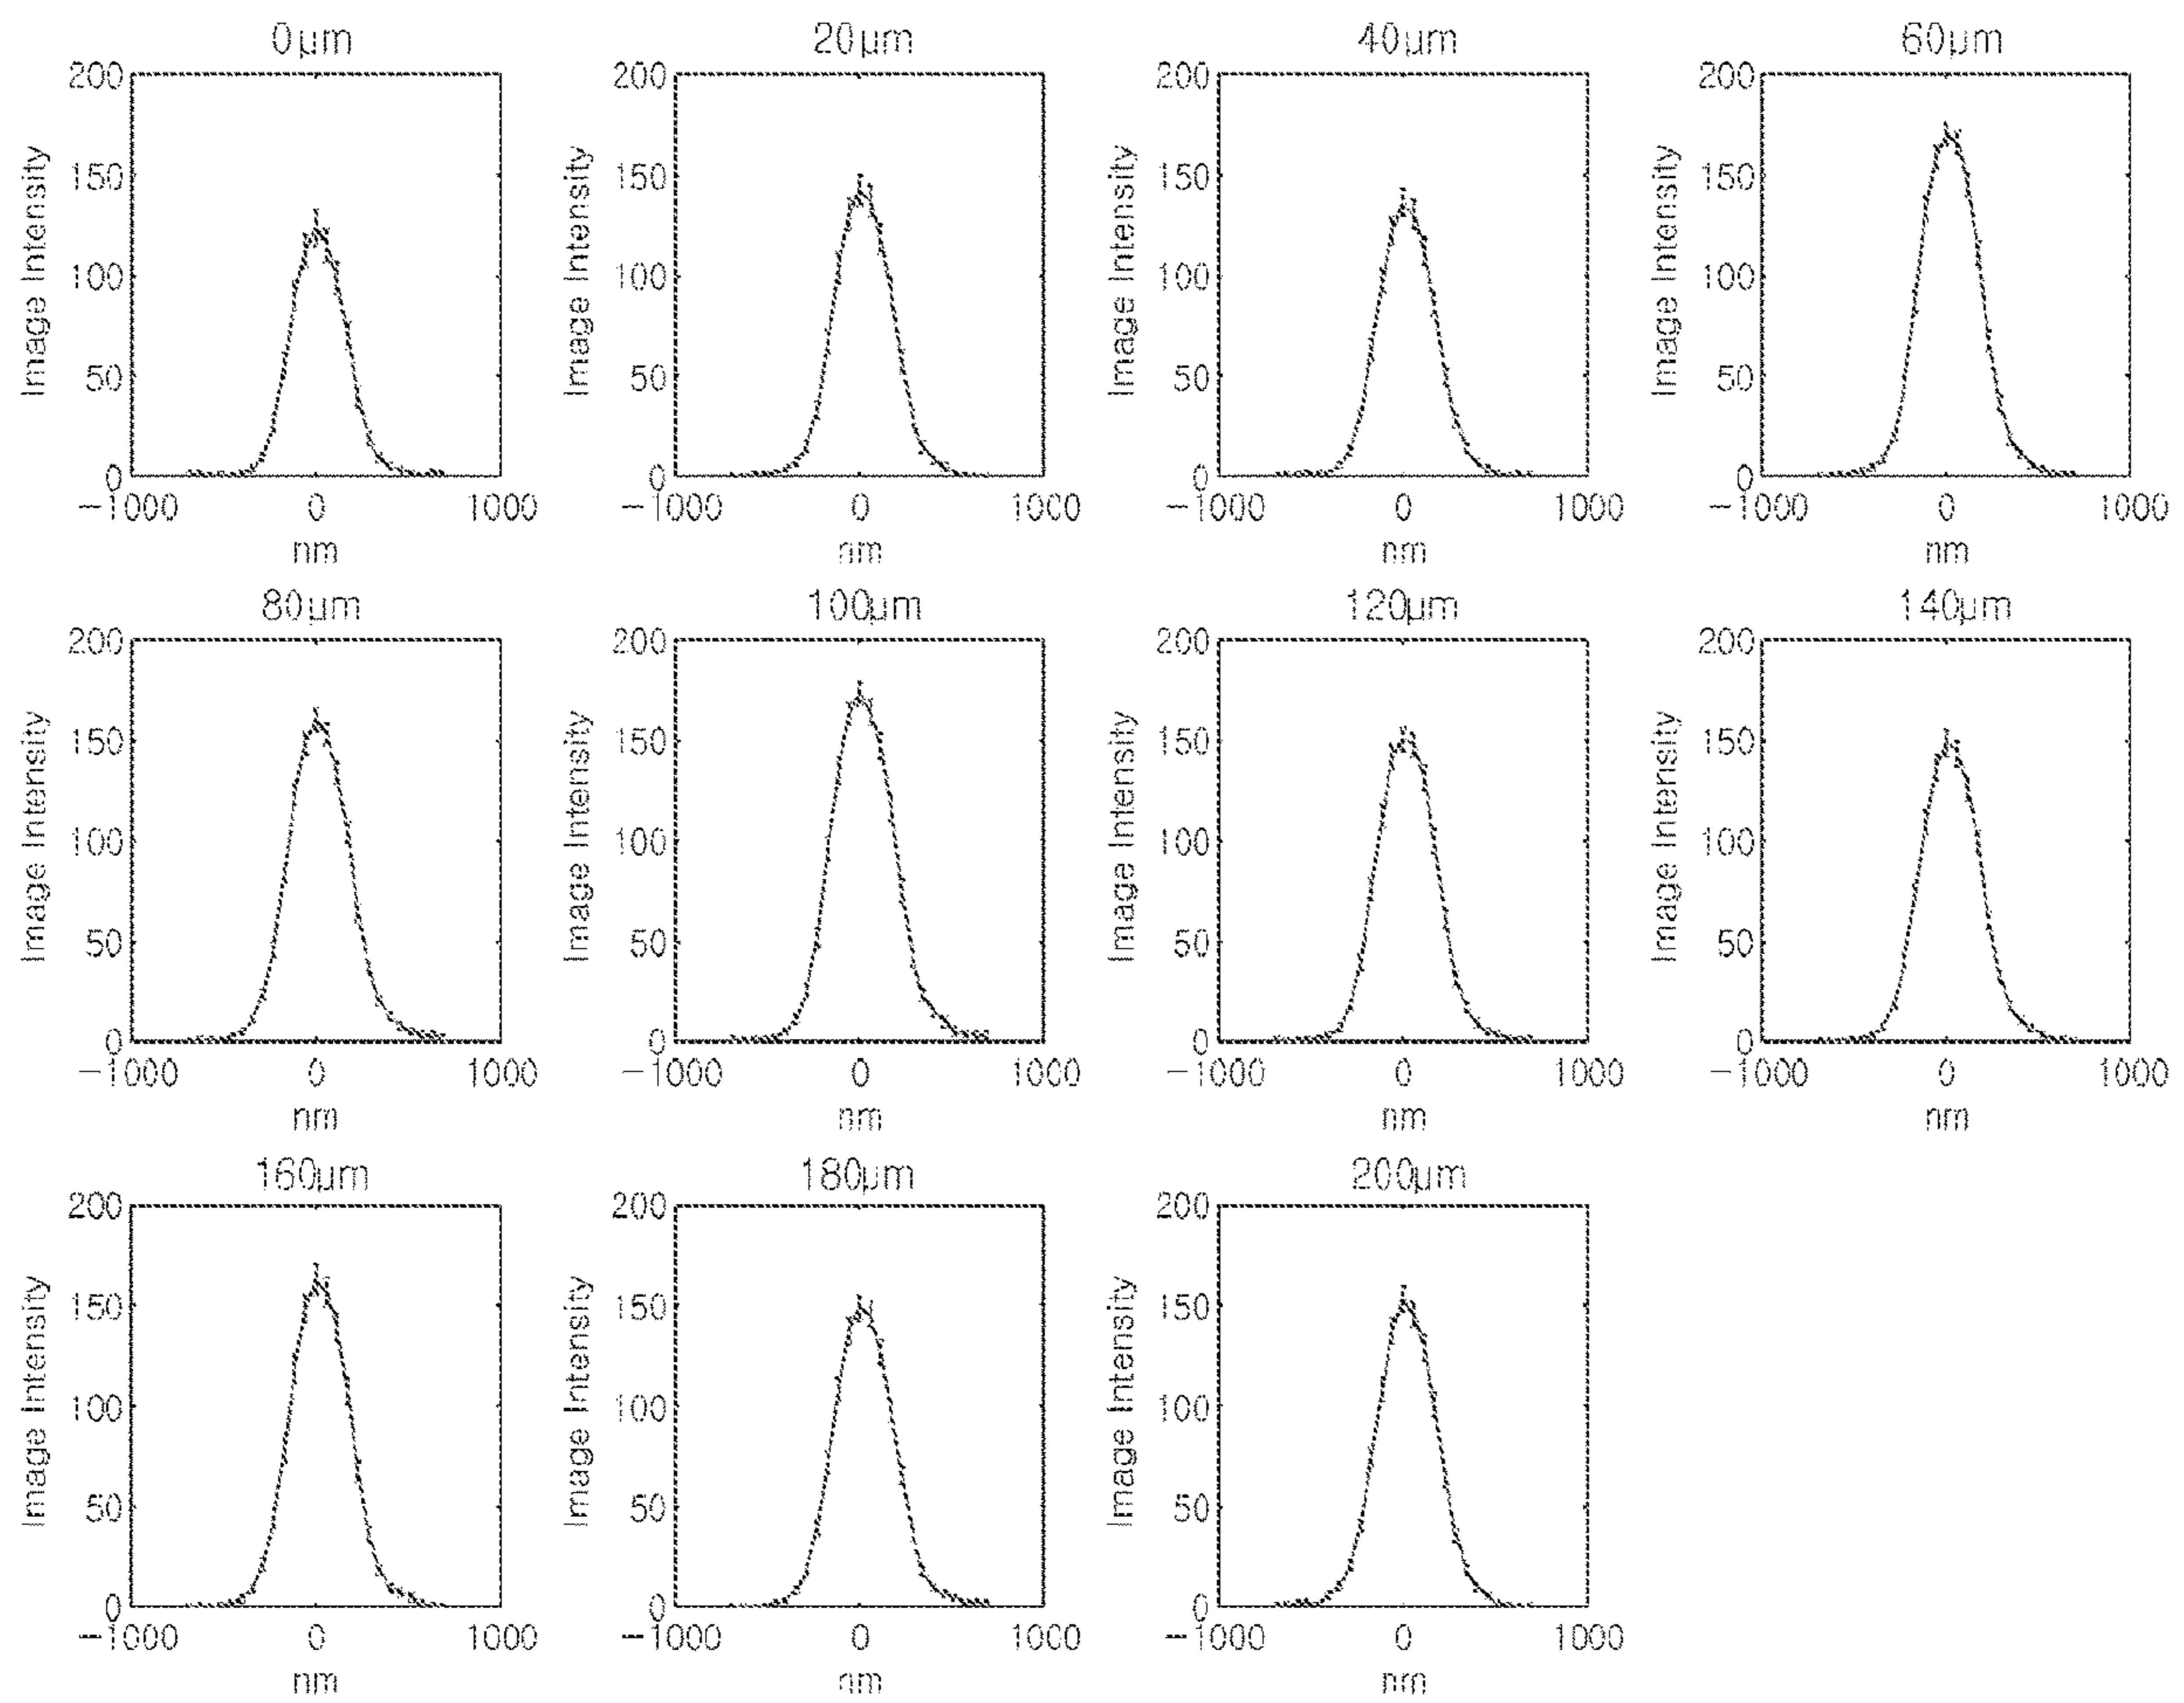 0μm 20μm 40μm 60μm
200 200 200 200
150 150 150 150
100 100 100 100
50 50 50 50
0 0 0 0
Image Intensity Image Intensity Image Intensity Image Intensity
−1000 0 1000 −1000 0 1000 −1000 0 1000 −1000 0 1000
nm nm nm nm
80μm 100μm 120μm 140μm
200 200 200 200
150 150 150 150
100 100 100 100
50 50 50 50
0 0 0 0
Image Intensity Image Intensity Image Intensity Image Intensity
−1000 0 1000 −1000 0 1000 −1000 0 1000 −1000 0 1000
nm nm nm nm
160μm 180μm 200μm
200 200 200
150 150 150
100 100 100
50 50 50
0 0 0
Image Intensity Image Intensity Image Intensity
−1000 0 1000 −1000 0 1000 −1000 0 1000
nm nm nm